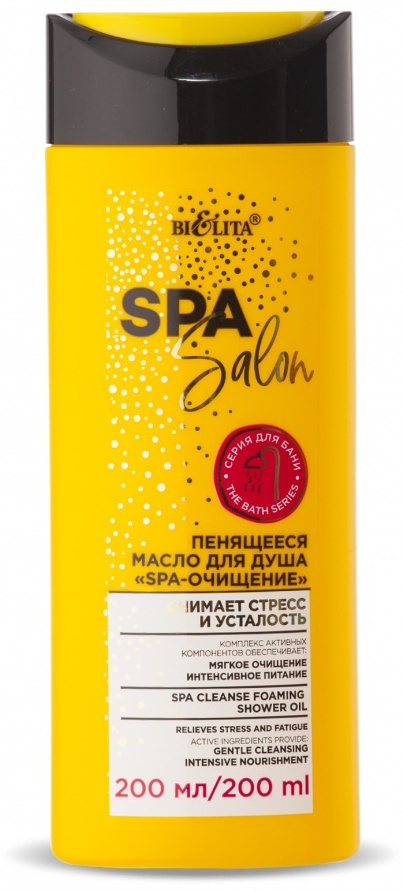 BIELITA®
SPA
Salon
СЕРИЯ ДЛЯ БАНИ
THE BATH SERIES
ПЕНЯЩЕЕСЯ
МАСЛО ДЛЯ ДУША
«SPA-ОЧИЩЕНИЕ»
НИМАЕТ СТРЕСС
И УСТАЛОСТЬ
КОМПЛЕКС АКТИВНЫХ
КОМПОНЕНТОВ ОБЕСПЕЧИВАЕТ:
МЯГКОЕ ОЧИЩЕНИЕ
ИНТЕНСИВНОЕ ПИТАНИЕ
SPA CLEANSE FOAMING
SHOWER OIL
RELIEVES STRESS AND FATIGUE
ACTIVE INGREDIENTS PROVIDE:
GENTLE CLEANSING
INTENSIVE NOURISHMENT
200 мл/200 ml